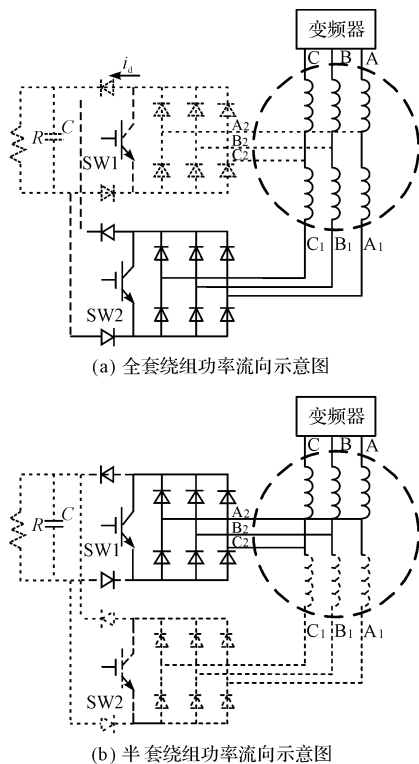 变频器
C B A
i_d
R C
SW1
A2
B2
C2
C1 B1 A1
SW2
(a) 全套绕组功率流向示意图
变频器
C B A
R C
SW1
A2
B2
C2
C1 B1 A1
SW2
(b) 半套绕组功率流向示意图